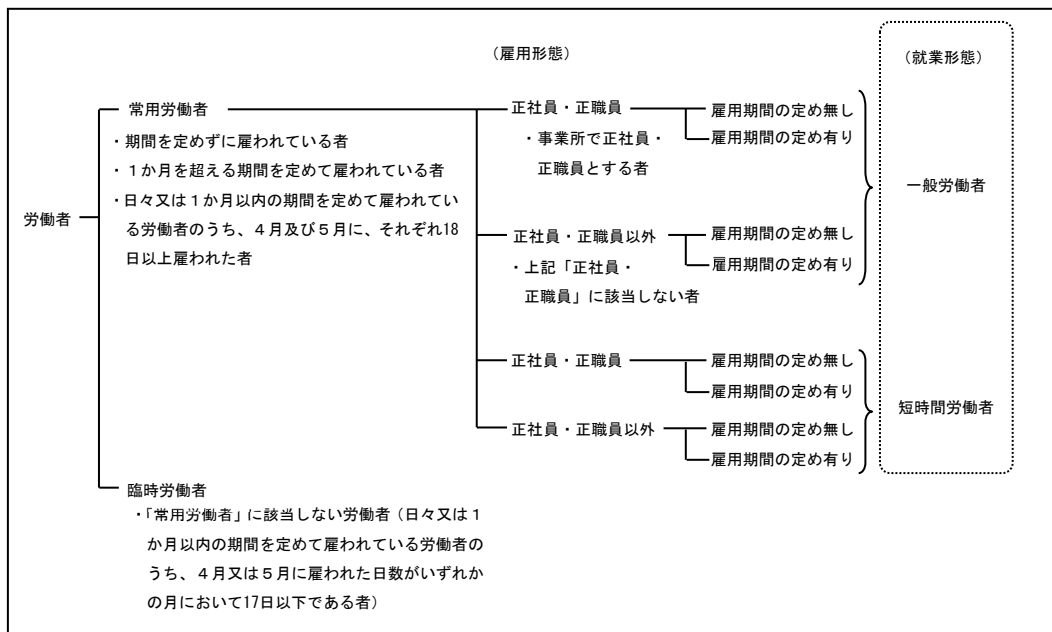 （雇用形態）
（就業形態）
労働者
常用労働者
・期間を定めずに雇われている者
・１か月を超える期間を定めて雇われている者
・日々又は１か月以内の期間を定めて雇われてい
る労働者のうち、４月及び５月に、それぞれ18
日以上雇われた者
正社員・正職員
・事業所で正社員・
正職員とする者
雇用期間の定め無し
雇用期間の定め有り
正社員・正職員以外
・上記「正社員・
正職員」に該当しない者
雇用期間の定め無し
雇用期間の定め有り
一般労働者
正社員・正職員
雇用期間の定め無し
雇用期間の定め有り
正社員・正職員以外
雇用期間の定め無し
雇用期間の定め有り
短時間労働者
臨時労働者
・「常用労働者」に該当しない労働者（日々又は１
か月以内の期間を定めて雇われている労働者の
うち、４月又は５月に雇われた日数がいずれか
の月において17日以下である者）